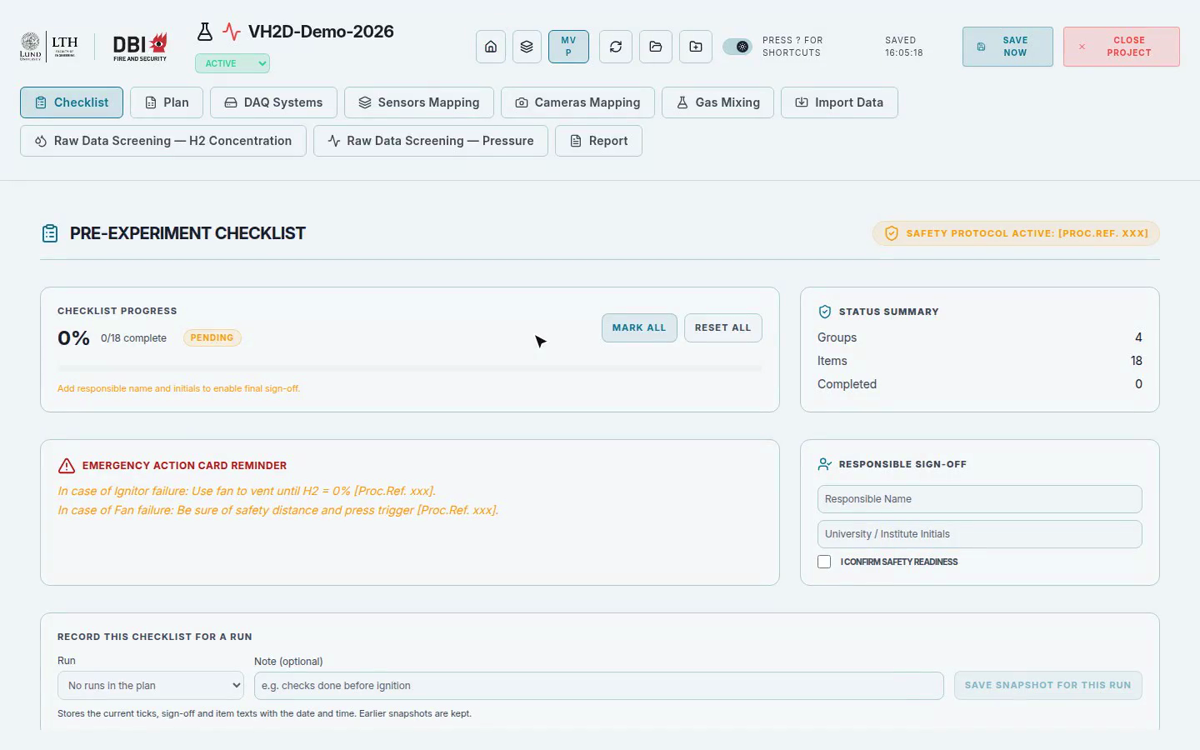 LUND
UNIVERSITY
LTH
FACULTY OF
ENGINEERING
DBI
FIRE AND SECURITY
VH2D-Demo-2026
ACTIVE
MVP
PRESS ? FOR SHORTCUTS
SAVED 16:05:18
SAVE NOW
CLOSE PROJECT
Checklist
Plan
DAQ Systems
Sensors Mapping
Cameras Mapping
Gas Mixing
Import Data
Raw Data Screening — H2 Concentration
Raw Data Screening — Pressure
Report
PRE-EXPERIMENT CHECKLIST
SAFETY PROTOCOL ACTIVE: [PROC.REF. XXX]
CHECKLIST PROGRESS
0% 0/18 complete PENDING
MARK ALL
RESET ALL
Add responsible name and initials to enable final sign-off.
STATUS SUMMARY
Groups 4
Items 18
Completed 0
EMERGENCY ACTION CARD REMINDER
In case of Ignitor failure: Use fan to vent until H2 = 0% [Proc.Ref. xxx].
In case of Fan failure: Be sure of safety distance and press trigger [Proc.Ref. xxx].
RESPONSIBLE SIGN-OFF
Responsible Name
University / Institute Initials
I CONFIRM SAFETY READINESS
RECORD THIS CHECKLIST FOR A RUN
Run
Note (optional)
No runs in the plan
e.g. checks done before ignition
SAVE SNAPSHOT FOR THIS RUN
Stores the current ticks, sign-off and item texts with the date and time. Earlier snapshots are kept.